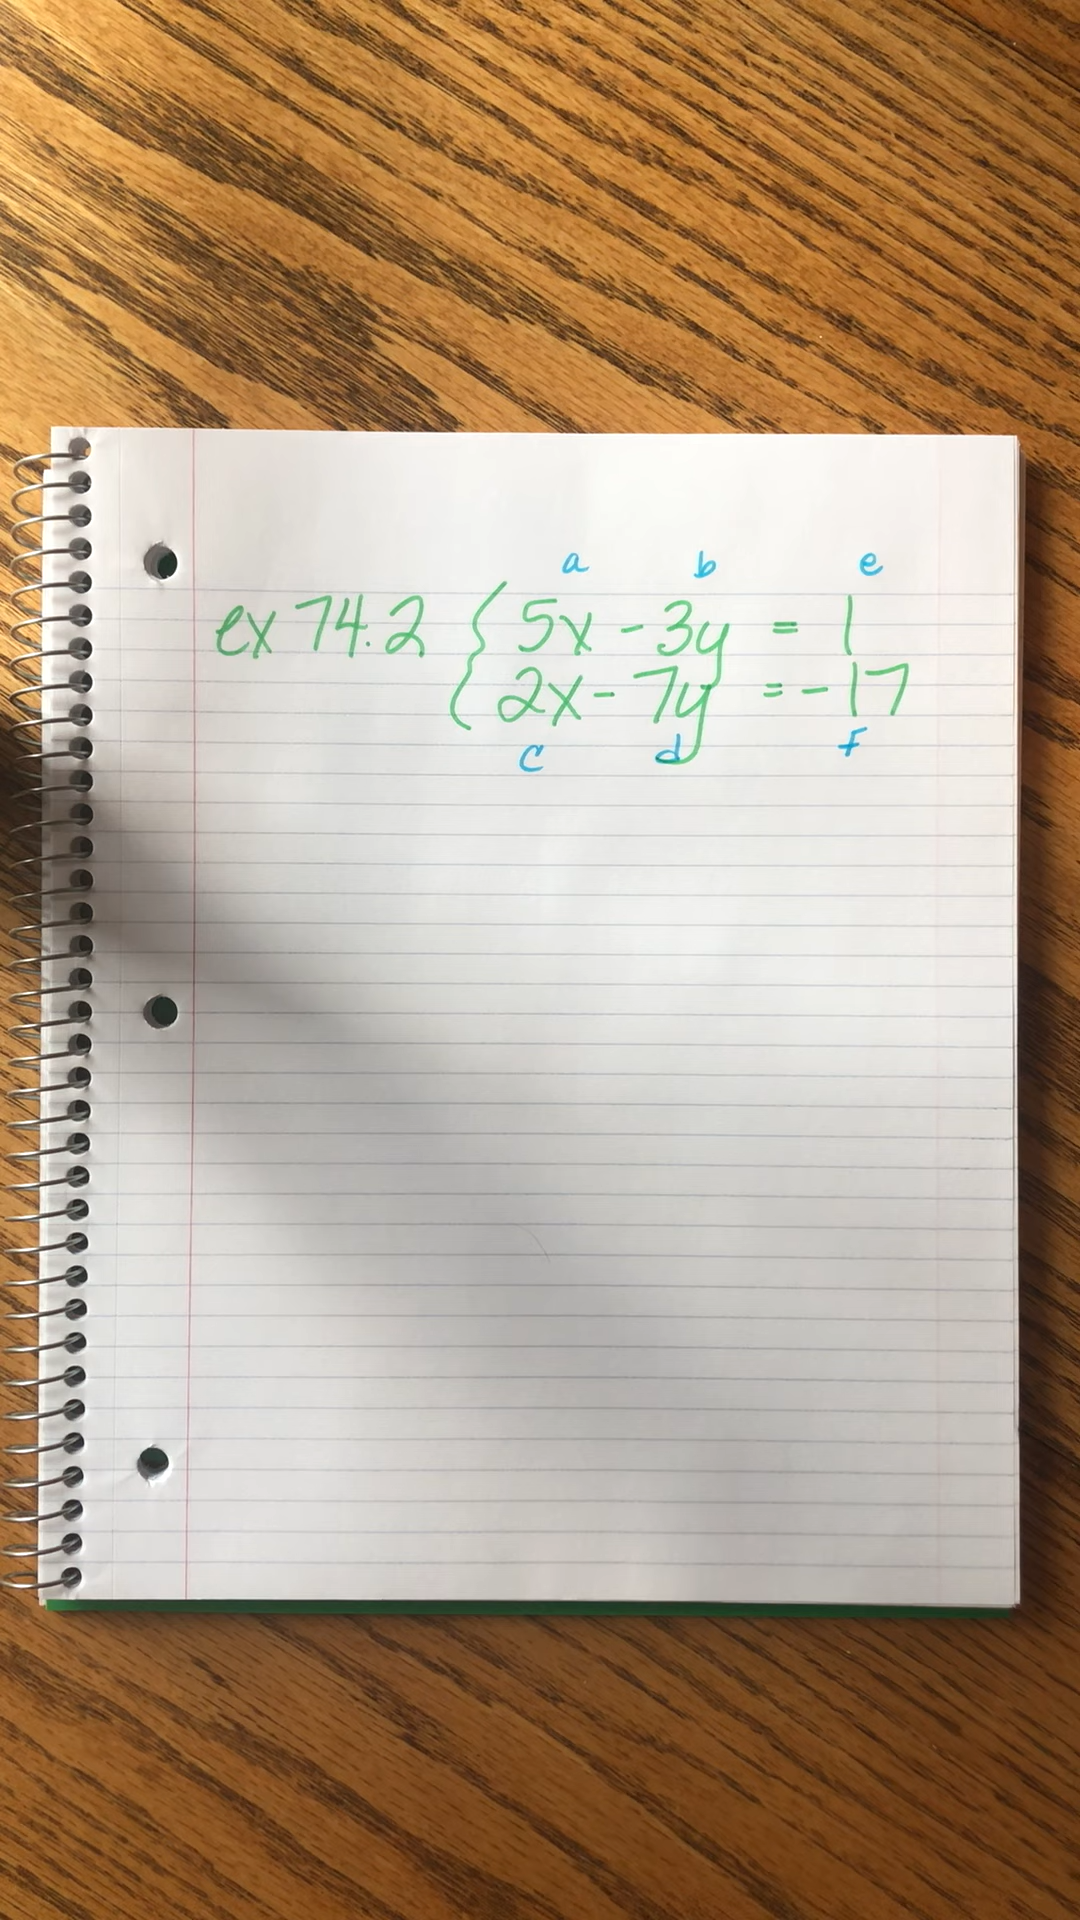 a b e
ex 74.2 { 5x - 3y = 1
2x - 7y = -17
c d f